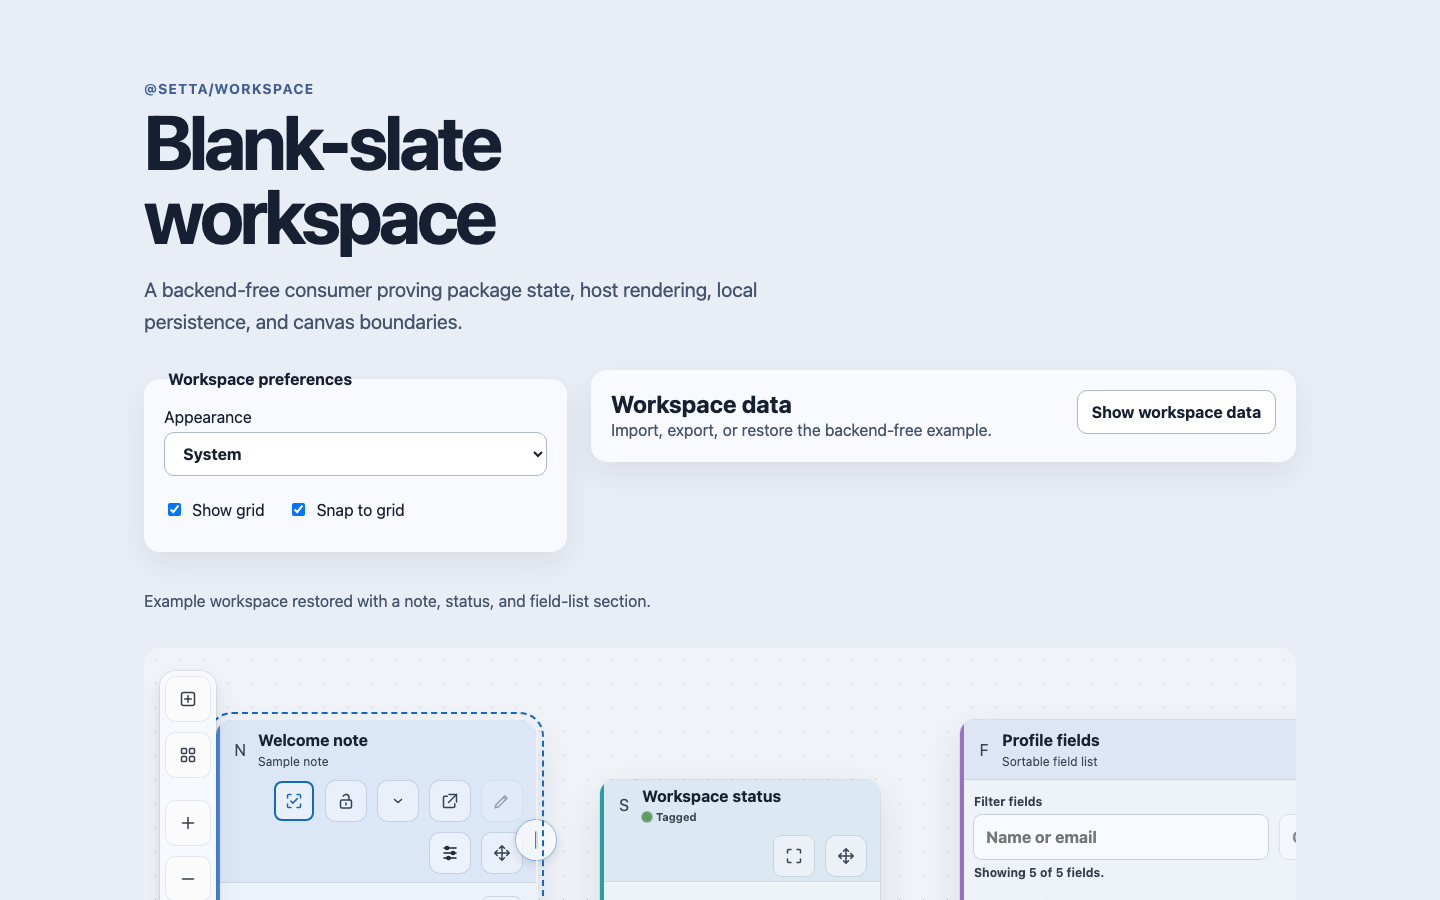 @SETTA/WORKSPACE
Blank-slate
workspace
A backend-free consumer proving package state, host rendering, local
persistence, and canvas boundaries.
Workspace preferences
Appearance
System
Show grid
Snap to grid
Workspace data
Import, export, or restore the backend-free example.
Show workspace data
Example workspace restored with a note, status, and field-list section.
N
Welcome note
Sample note
S
Workspace status
Tagged
F
Profile fields
Sortable field list
Filter fields
Name or email
Showing 5 of 5 fields.